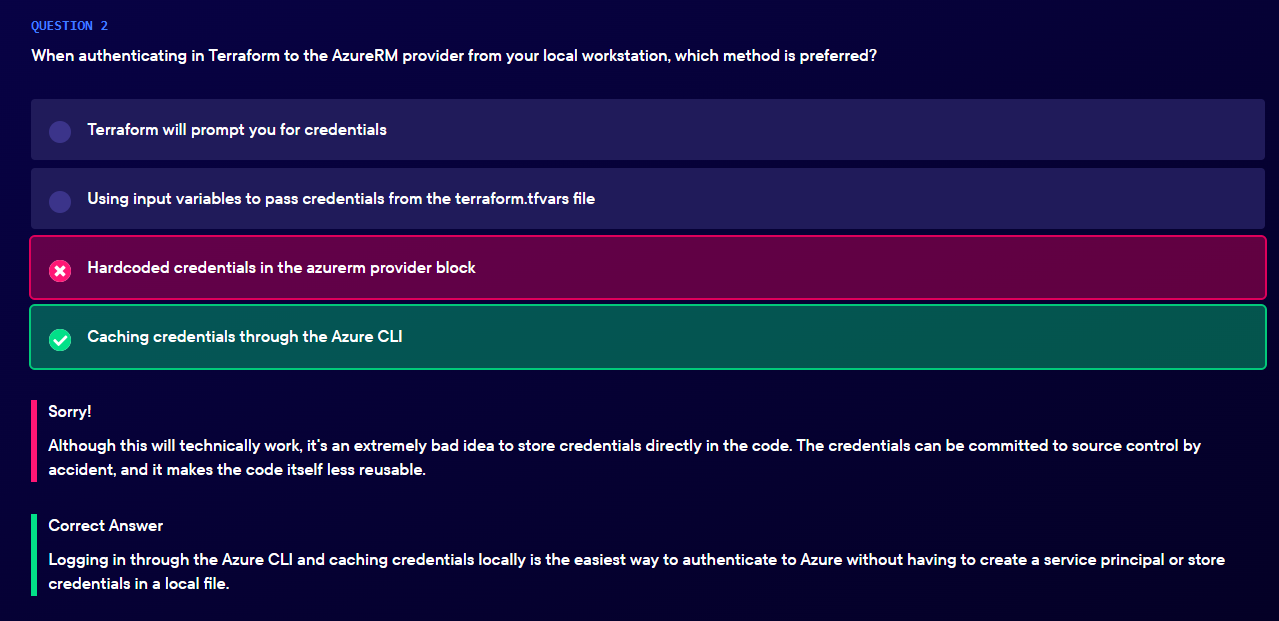 QUESTION 2
When authenticating in Terraform to the AzureRM provider from your local workstation, which method is preferred?
Terraform will prompt you for credentials
Using input variables to pass credentials from the terraform.tfvars file
Hardcoded credentials in the azurerm provider block
Caching credentials through the Azure CLI
Sorry!
Although this will technically work, it's an extremely bad idea to store credentials directly in the code. The credentials can be committed to source control by
accident, and it makes the code itself less reusable.
Correct Answer
Logging in through the Azure CLI and caching credentials locally is the easiest way to authenticate to Azure without having to create a service principal or store
credentials in a local file.